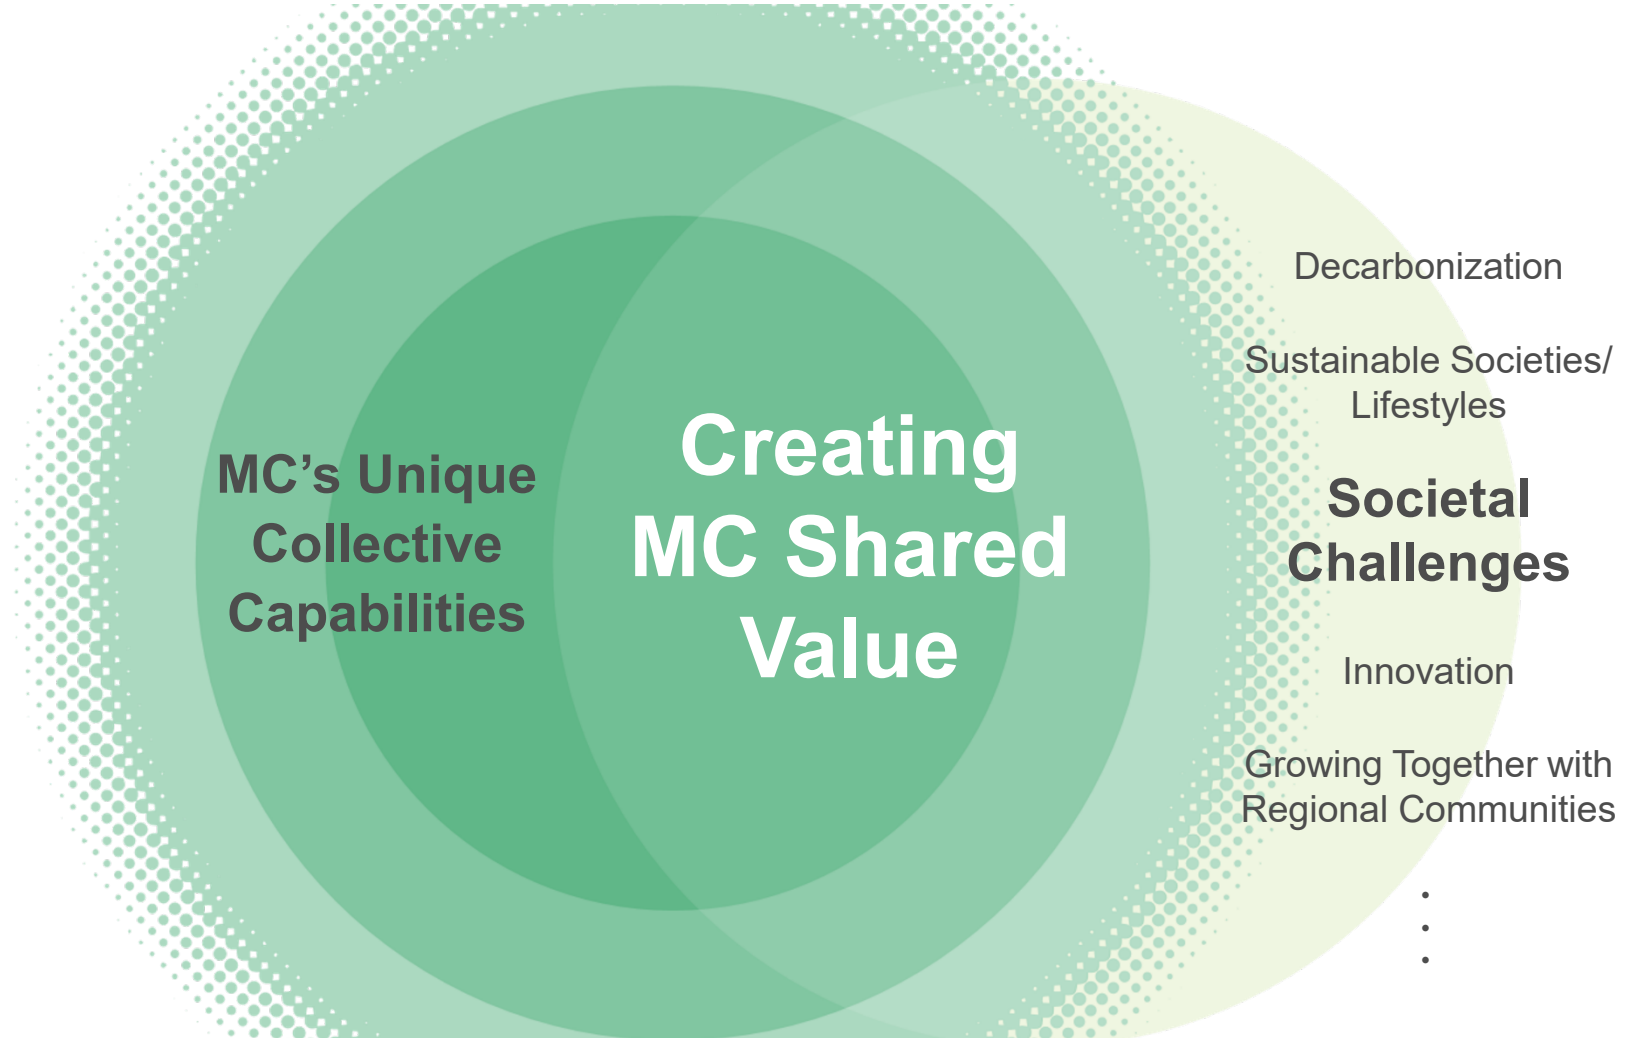 MC’s Unique
Collective
Capabilities
Creating
MC Shared
Value
Decarbonization
Sustainable Societies/
Lifestyles
Societal
Challenges
Innovation
Growing Together with
Regional Communities
.
.
.